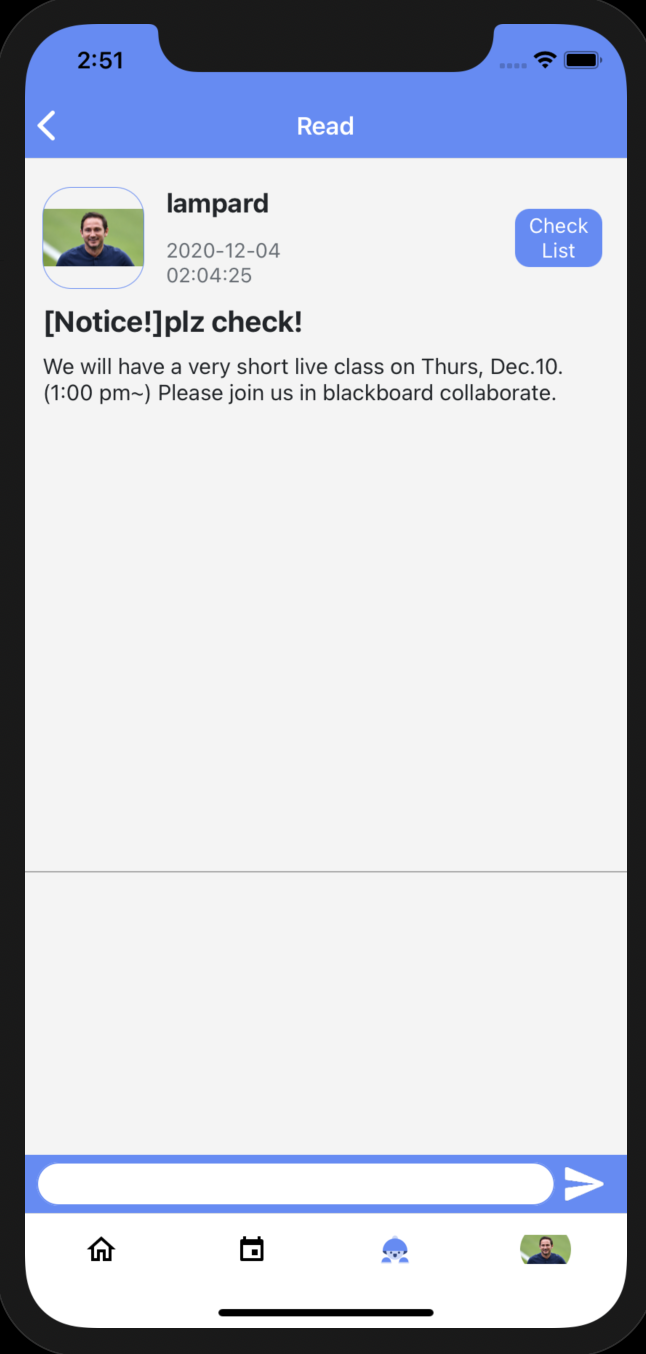 2:51
Read
lampard
2020-12-04
02:04:25
Check
List
[Notice!]plz check!
We will have a very short live class on Thurs, Dec.10.
(1:00 pm~) Please join us in blackboard collaborate.